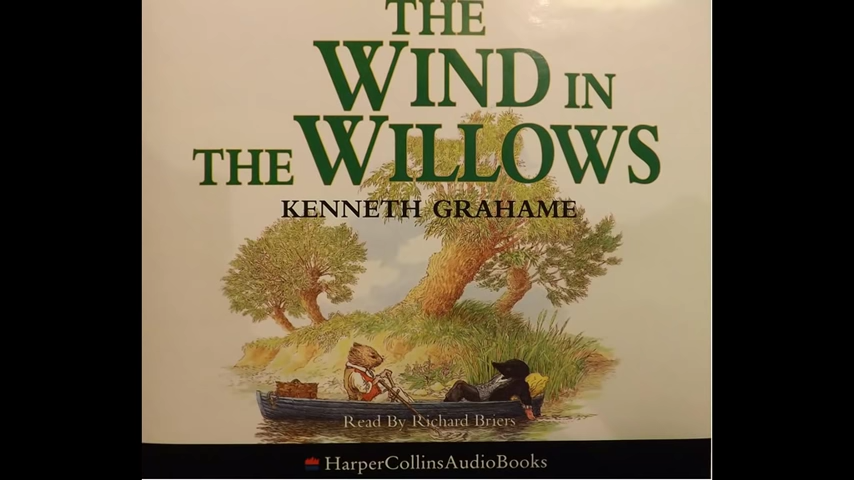 THE
WIND IN
THE WILLOWS
KENNETH GRAHAME
Read By Richard Briers
HarperCollinsAudioBooks